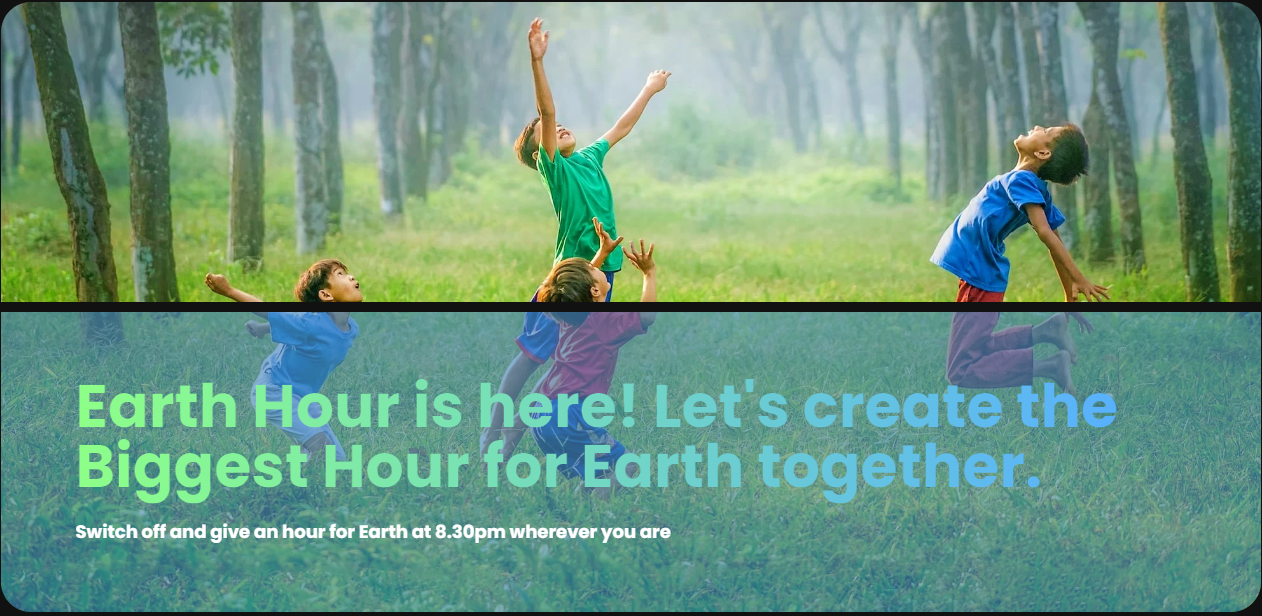 Earth Hour is here! Let's create the
Biggest Hour for Earth together.
Switch off and give an hour for Earth at 8.30pm wherever you are